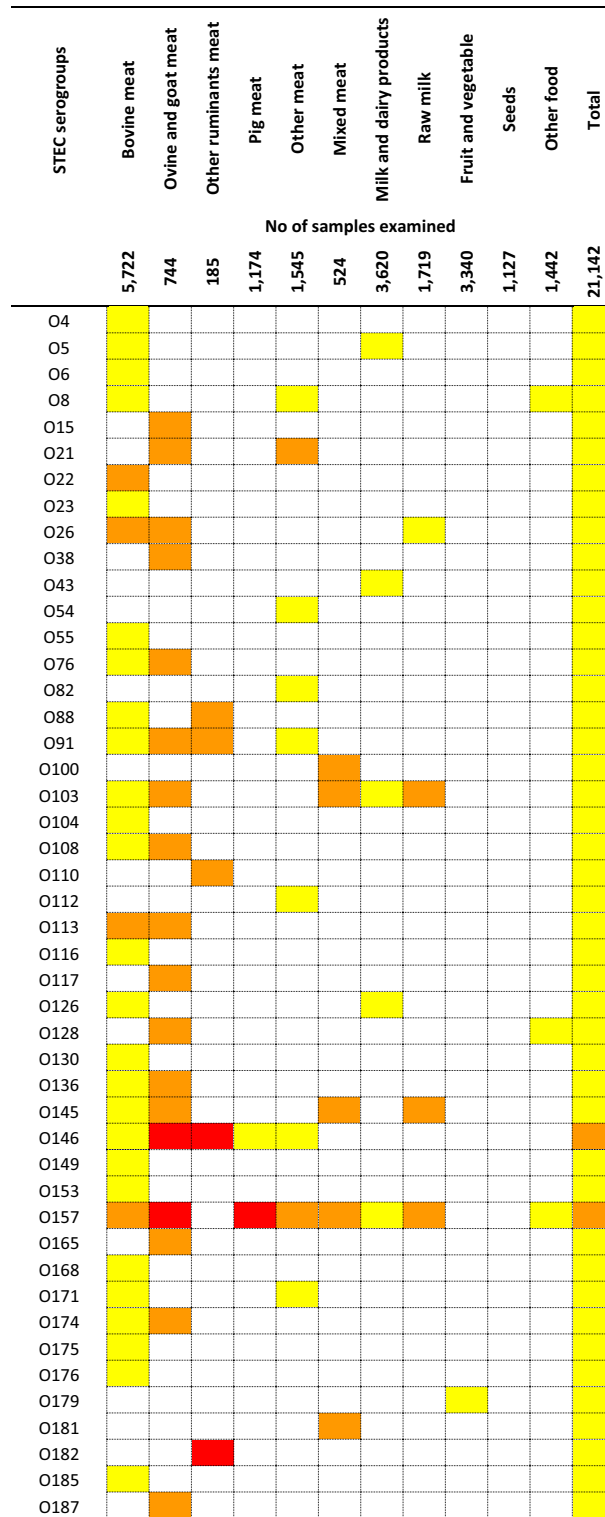 STEC serogroups
Bovine meat
Ovine and goat meat
Other ruminants meat
Pig meat
Other meat
Mixed meat
Milk and dairy products
Raw milk
Fruit and vegetable
Seeds
Other food
Total
No of samples examined
5,722
744
185
1,174
1,545
524
3,620
1,719
3,340
1,127
1,442
21,142
O4
O5
O6
O8
O15
O21
O22
O23
O26
O38
O43
O54
O55
O76
O82
O88
O91
O100
O103
O104
O108
O110
O112
O113
O116
O117
O126
O128
O130
O136
O145
O146
O149
O153
O157
O165
O168
O171
O174
O175
O176
O179
O181
O182
O185
O187